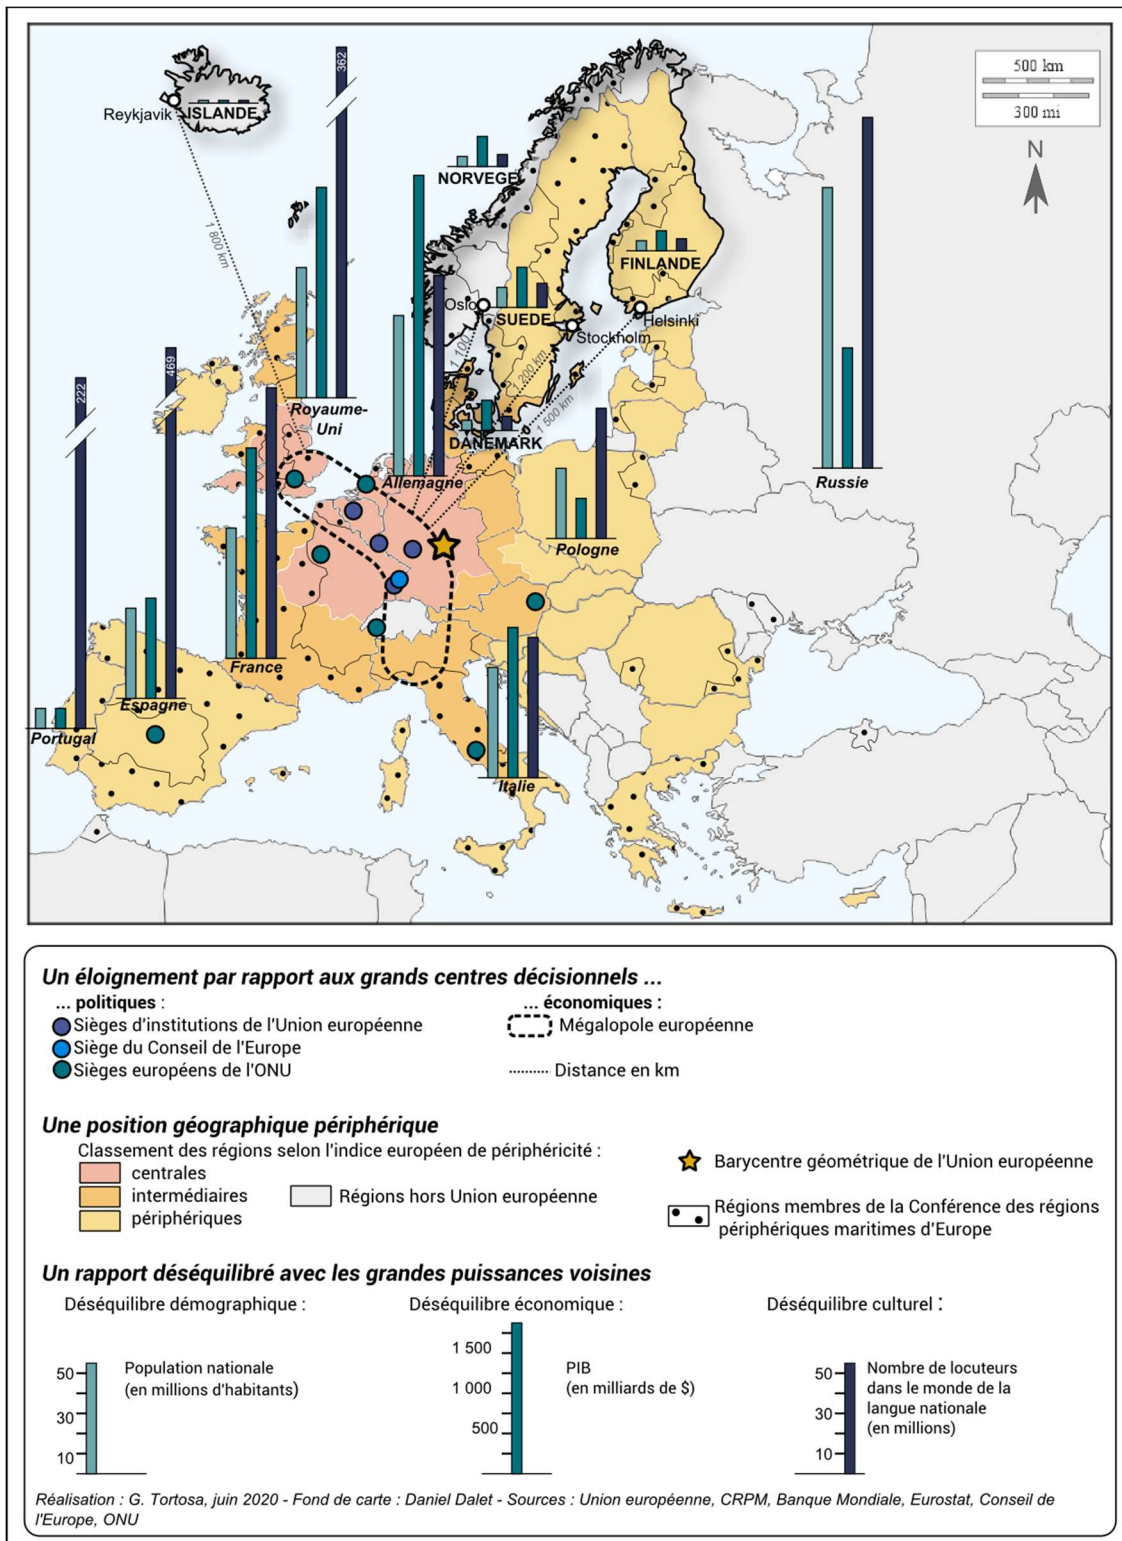 362
500 km
300 mi
N
Reykjavik
ISLANDE
1 800 km
NORVEGE
FINLANDE
Oslo
SUEDE
Helsinki
Stockholm
1 100
1 200 km
1 500 km
469
222
Royaume-
Uni
DANEMARK
Allemagne
Russie
Pologne
France
Espagne
Portugal
Italie
Un éloignement par rapport aux grands centres décisionnels ...
... politiques :
Sièges d'institutions de l'Union européenne
Siège du Conseil de l'Europe
Sièges européens de l'ONU
... économiques :
Mégalopole européenne
Distance en km
Une position géographique périphérique
Classement des régions selon l'indice européen de périphéricité :
centrales
intermédiaires
périphériques
Régions hors Union européenne
Barycentre géométrique de l'Union européenne
Régions membres de la Conférence des régions
périphériques maritimes d'Europe
Un rapport déséquilibré avec les grandes puissances voisines
Déséquilibre démographique :
50
30
10
Population nationale
(en millions d'habitants)
Déséquilibre économique :
1 500
1 000
500
PIB
(en milliards de $)
Déséquilibre culturel :
50
30
10
Nombre de locuteurs
dans le monde de la
langue nationale
(en millions)
Réalisation : G. Tortosa, juin 2020 - Fond de carte : Daniel Dalet - Sources : Union européenne, CRPM, Banque Mondiale, Eurostat, Conseil de
l'Europe, ONU